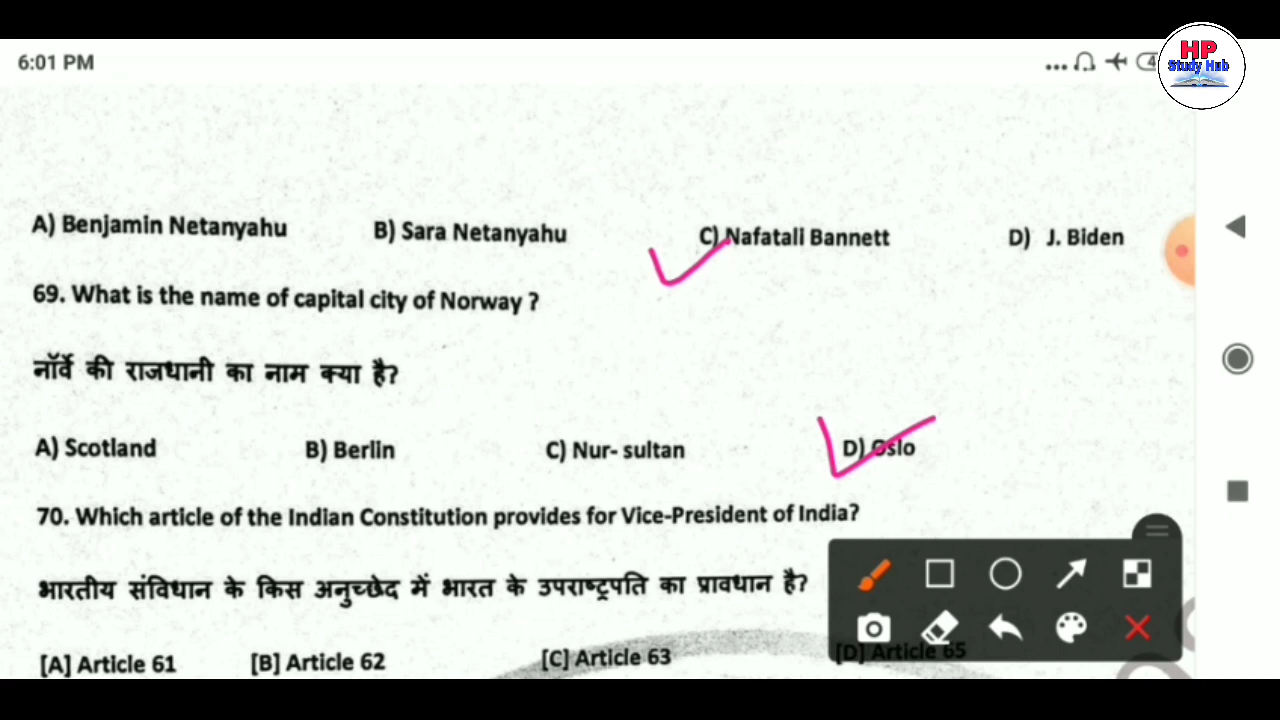 6:01 PM
HP
Study Hub
A) Benjamin Netanyahu B) Sara Netanyahu C) Nafatali Bannett D) J. Biden
69. What is the name of capital city of Norway ?
नॉर्वे की राजधानी का नाम क्या है?
A) Scotland B) Berlin C) Nur- sultan D) Oslo
70. Which article of the Indian Constitution provides for Vice-President of India?
भारतीय संविधान के किस अनुच्छेद में भारत के उपराष्ट्रपति का प्रावधान है?
[A] Article 61 [B] Article 62 [C] Article 63 [D] Article 65